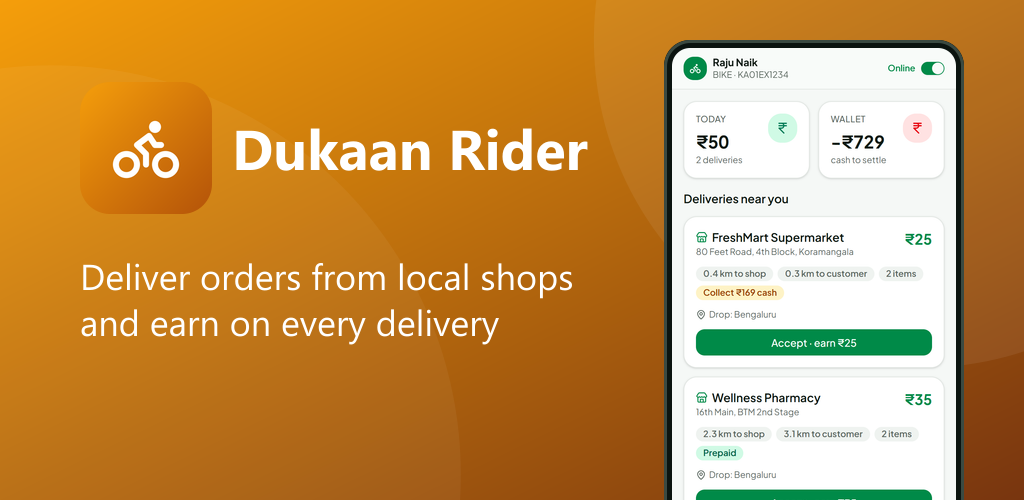 Dukaan Rider
Deliver orders from local shops
and earn on every delivery
Raju Naik
BIKE · KA01EX1234
Online
TODAY
₹50
2 deliveries
₹
WALLET
-₹729
cash to settle
₹
Deliveries near you
FreshMart Supermarket
₹25
80 Feet Road, 4th Block, Koramangala
0.4 km to shop
0.3 km to customer
2 items
Collect ₹169 cash
Drop: Bengaluru
Accept · earn ₹25
Wellness Pharmacy
₹35
16th Main, BTM 2nd Stage
2.3 km to shop
3.1 km to customer
2 items
Prepaid
Drop: Bengaluru